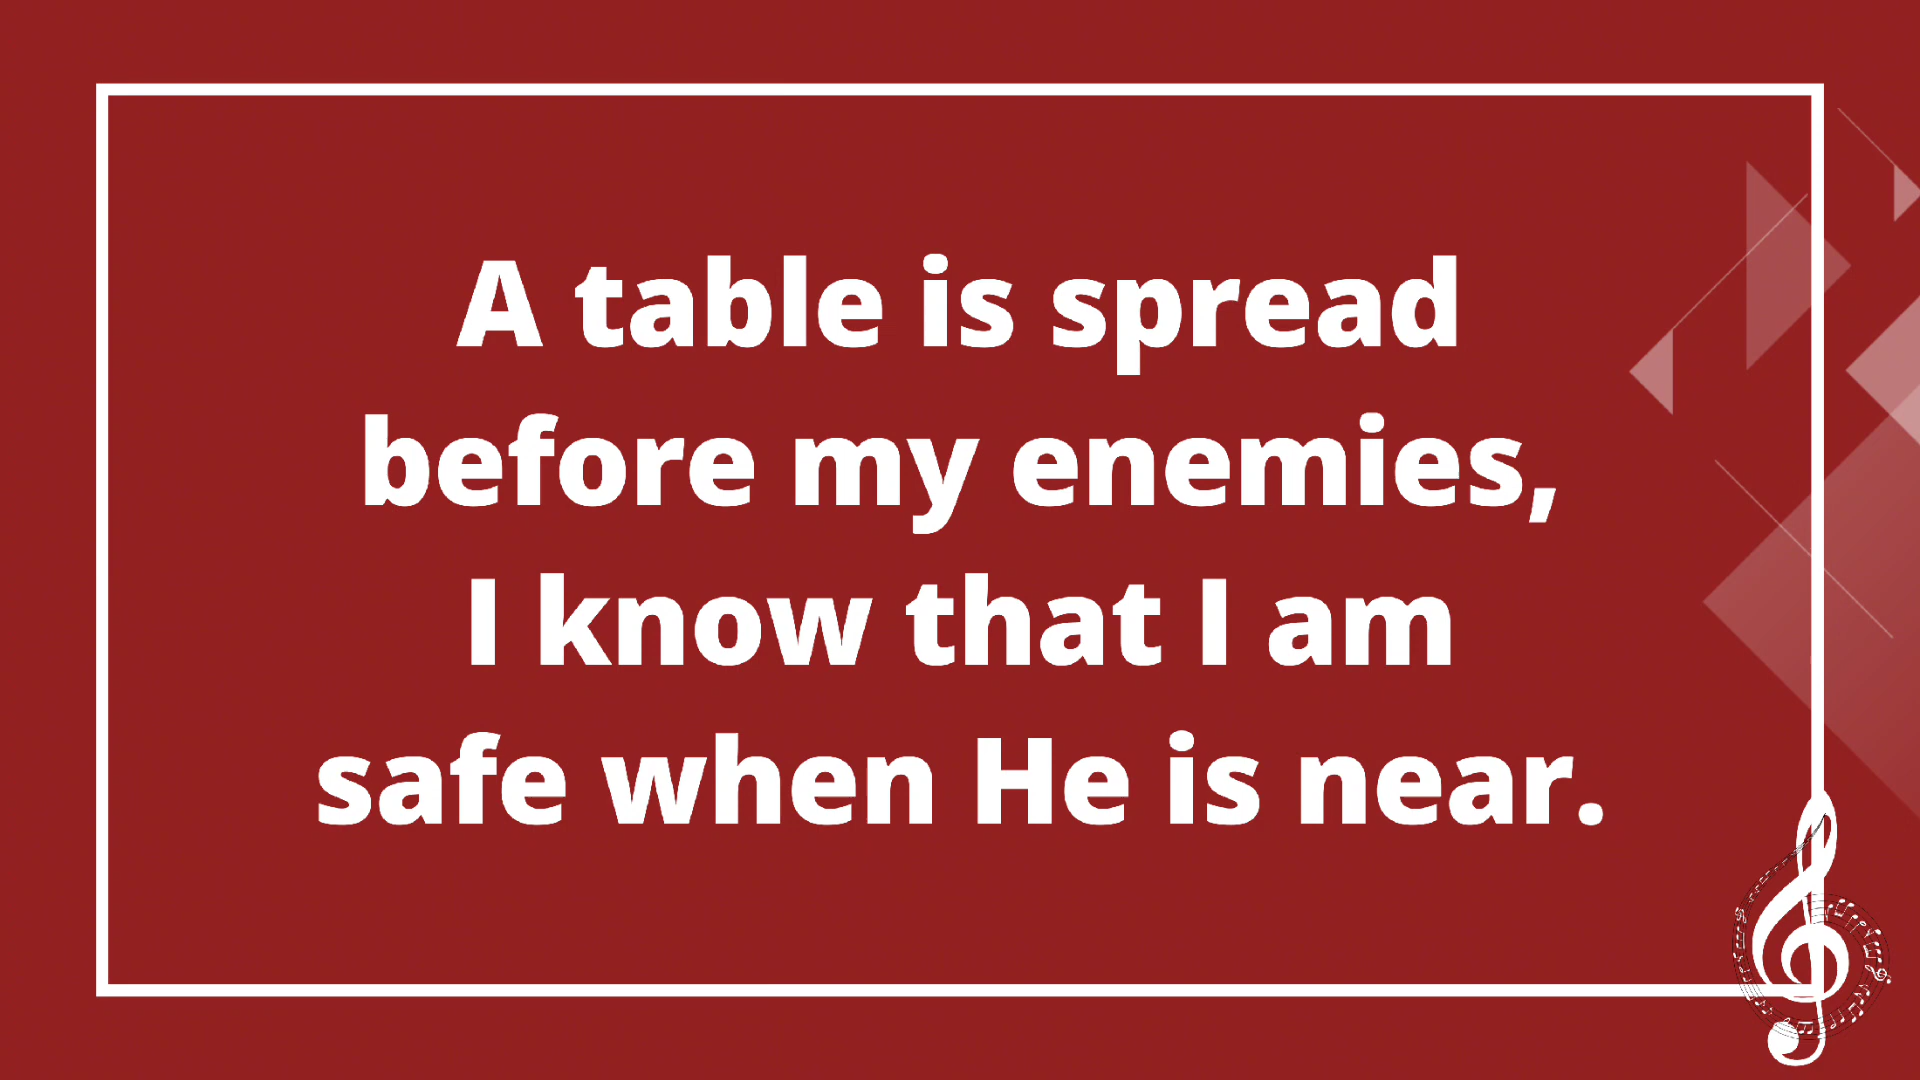 A table is spread
before my enemies,
I know that I am
safe when He is near.